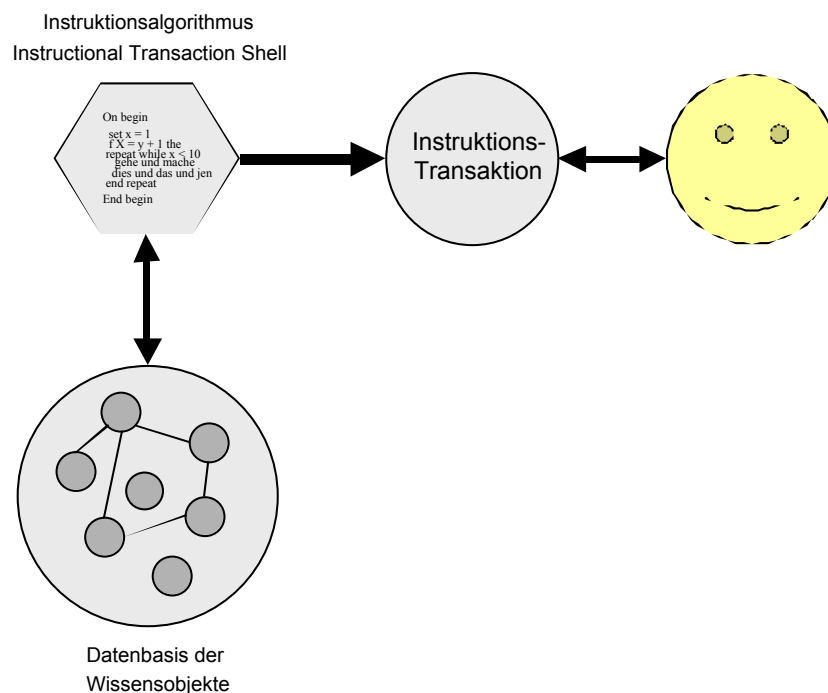 Instruktionsalgorithmus
Instructional Transaction Shell
On begin
set x = 1
f X = y + 1 the
repeat while x < 10
gehe und mache
dies und das und jen
end repeat
End begin
Instruktions-
Transaktion
Datenbasis der
Wissensobjekte